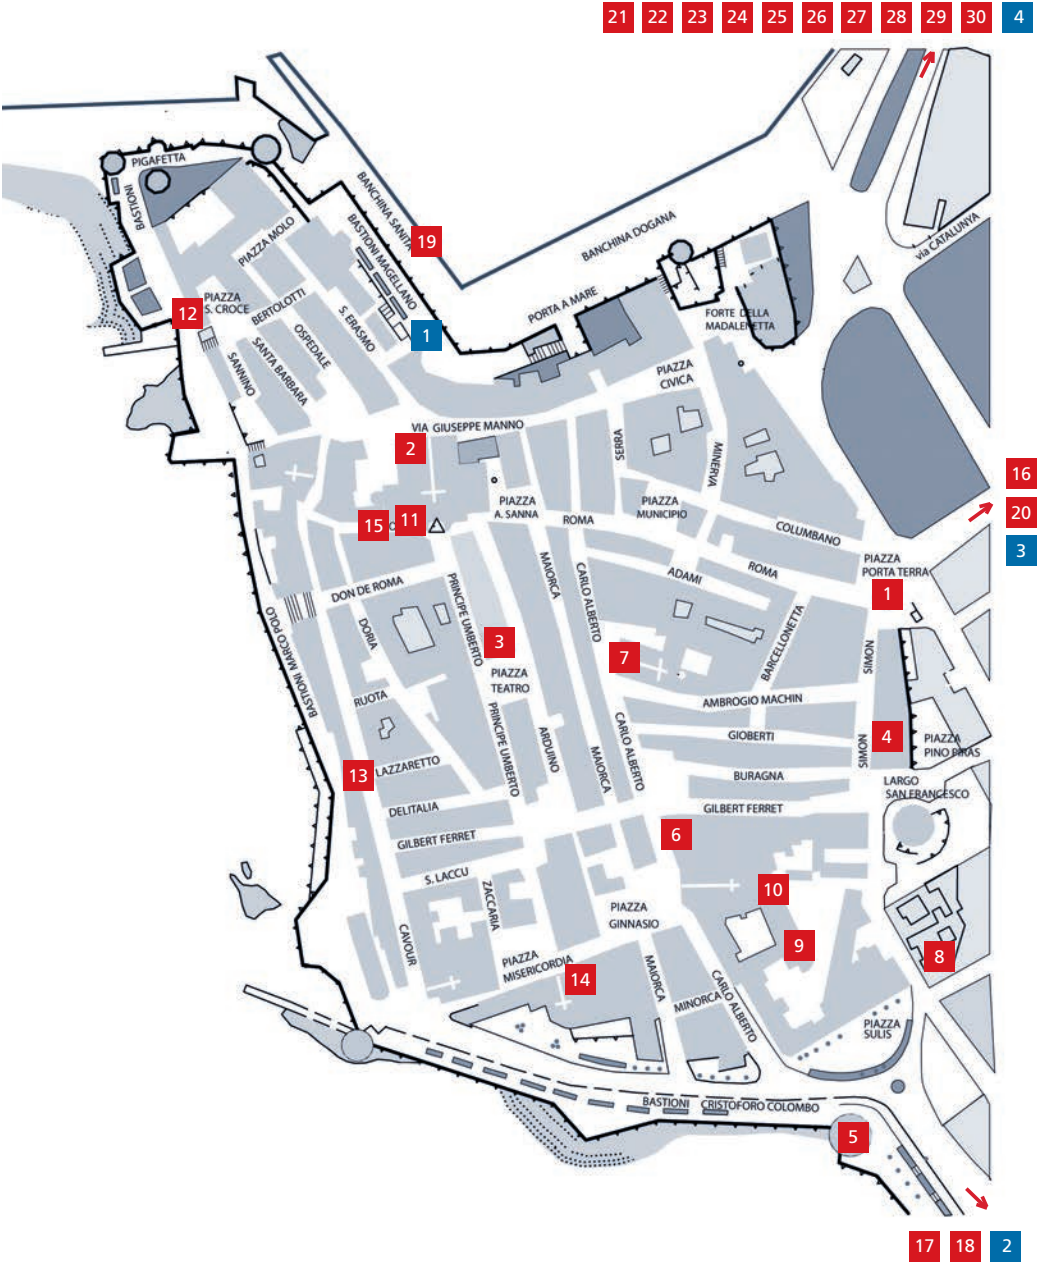 21 22 23 24 25 26 27 28 29 30 4
PIGAFETTA
BASTIONI
BANCHINA SANITÀ
BASTIONI MAGELLANO
19
PIAZZA MOLO
BANCHINA DOGANA
via CATALUNYA
12
PIAZZA
S. CROCE
BERTOLOTTI
OSPEDALE
S. ERASMO
1
PORTA A MARE
FORTE DELLA
MADALENETTA
SANNINO
SANTA BARBARA
PIAZZA
CIVICA
VIA GIUSEPPE MANNO
2
SERRA
MINERVA
16
20
3
15
11
PIAZZA
A. SANNA
ROMA
PIAZZA
MUNICIPIO
COLUMBANO
PIAZZA
PORTA TERRA
1
DON DE ROMA
PRINCIPE UMBERTO
MAIORCA
CARLO ALBERTO
ADAMI
ROMA
BARCELLONETTA
SIMON
BASTIONI MARCO POLO
DORIA
3
7
PIAZZA
TEATRO
RUOTA
PRINCIPE UMBERTO
ARDUINO
MAIORCA
CARLO ALBERTO
AMBROGIO MACHIN
GIOBERTI
SIMON
4
PIAZZA
PINO PIRAS
13
LAZZARETTO
BURAGNA
LARGO
SAN FRANCESCO
DELITALIA
GILBERT FERRET
GILBERT FERRET
6
S. LACCU
ZACCARIA
10
PIAZZA
GINNASIO
9
8
CAVOUR
PIAZZA
MISERICORDIA
14
MAIORCA
MINORCA
CARLO ALBERTO
PIAZZA
SULIS
BASTIONI CRISTOFORO COLOMBO
5
17 18 2